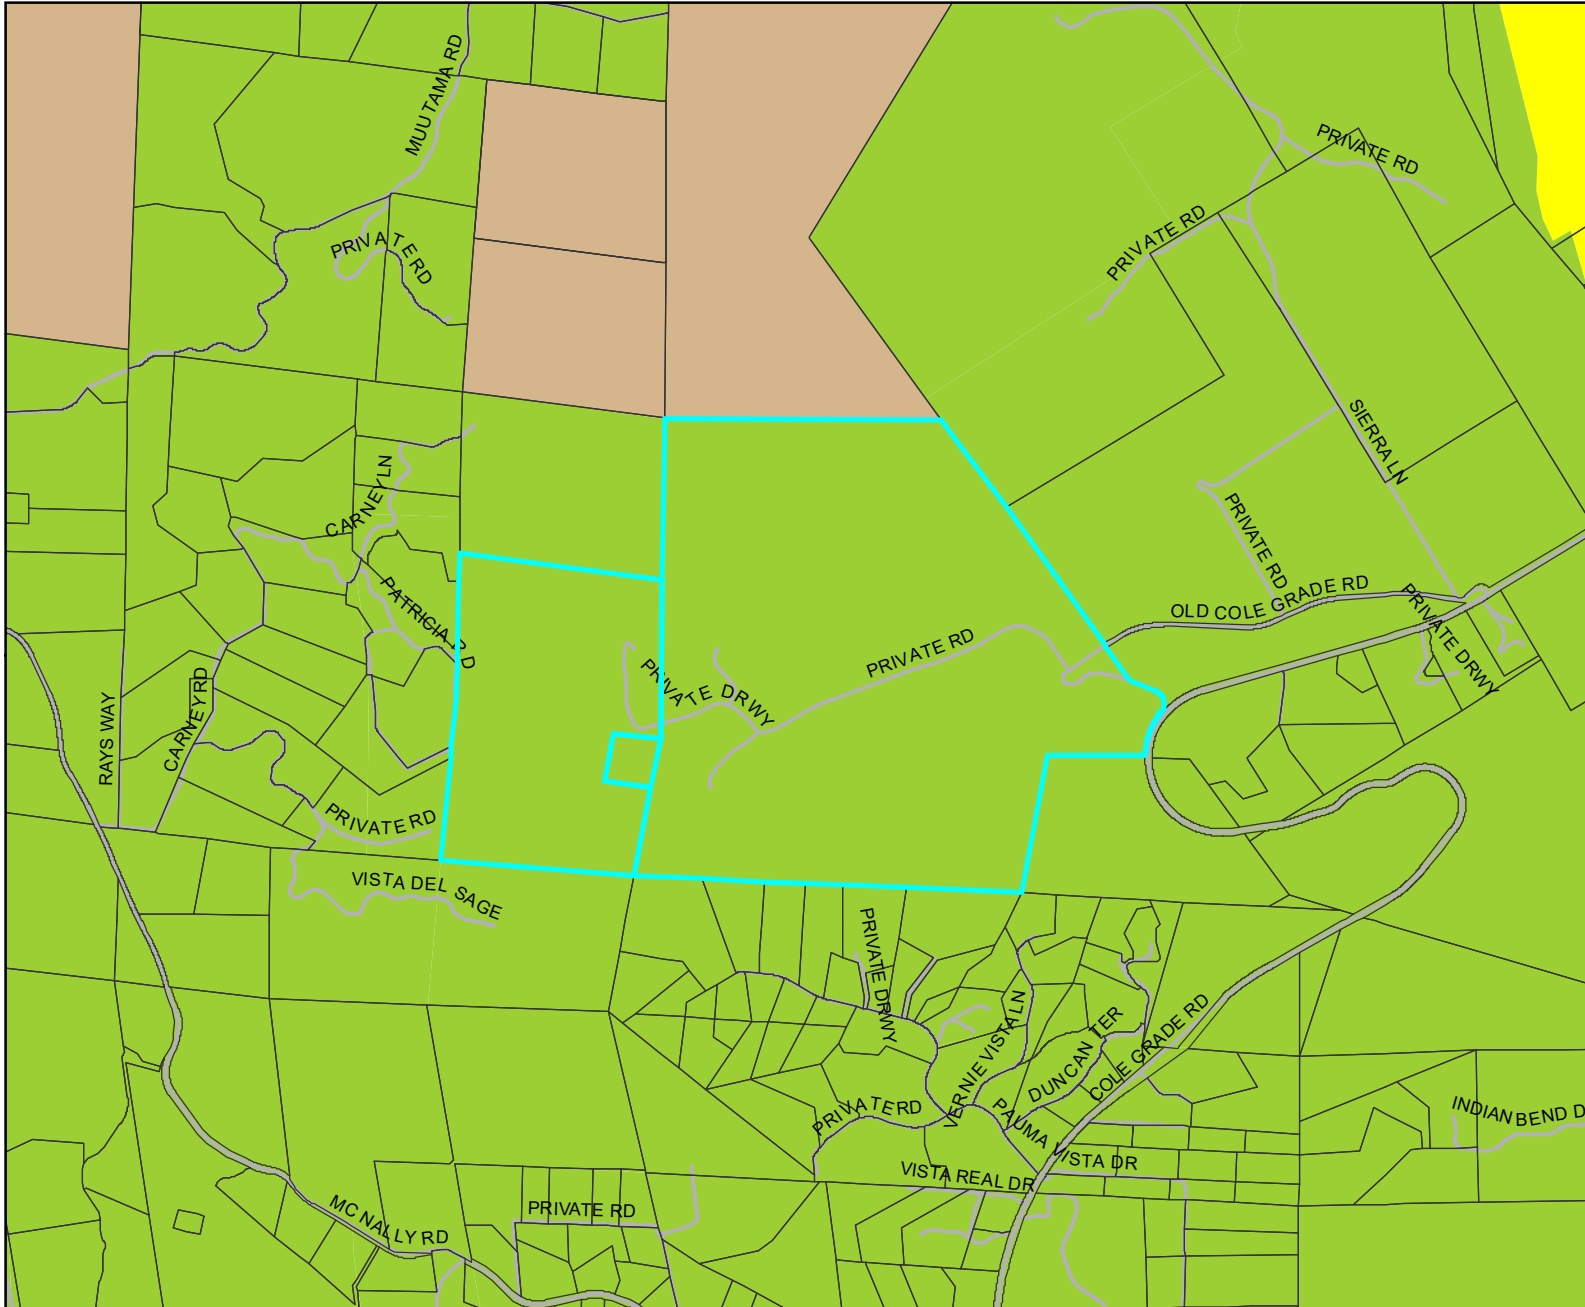 MUUTAMA RD
PRIVATE RD
PRIVATE RD
PRIVATE RD
SIERRA LN
CARNEY LN
PRIVATE RD
PATRICIA RD
OLD COLE GRADE RD
PRIVATE DRWY
PRIVATE RD
PRIVATE DRWY
CARNEY RD
RAYS WAY
PRIVATE RD
VISTA DEL SAGE
PRIVATE DRWY
VERNIE VISTA LN
DUNCAN TER
COLE GRADE RD
PRIVATE RD
PAUMA VISTA DR
INDIAN BEND D
VISTA REAL DR
MC NALLY RD
PRIVATE RD